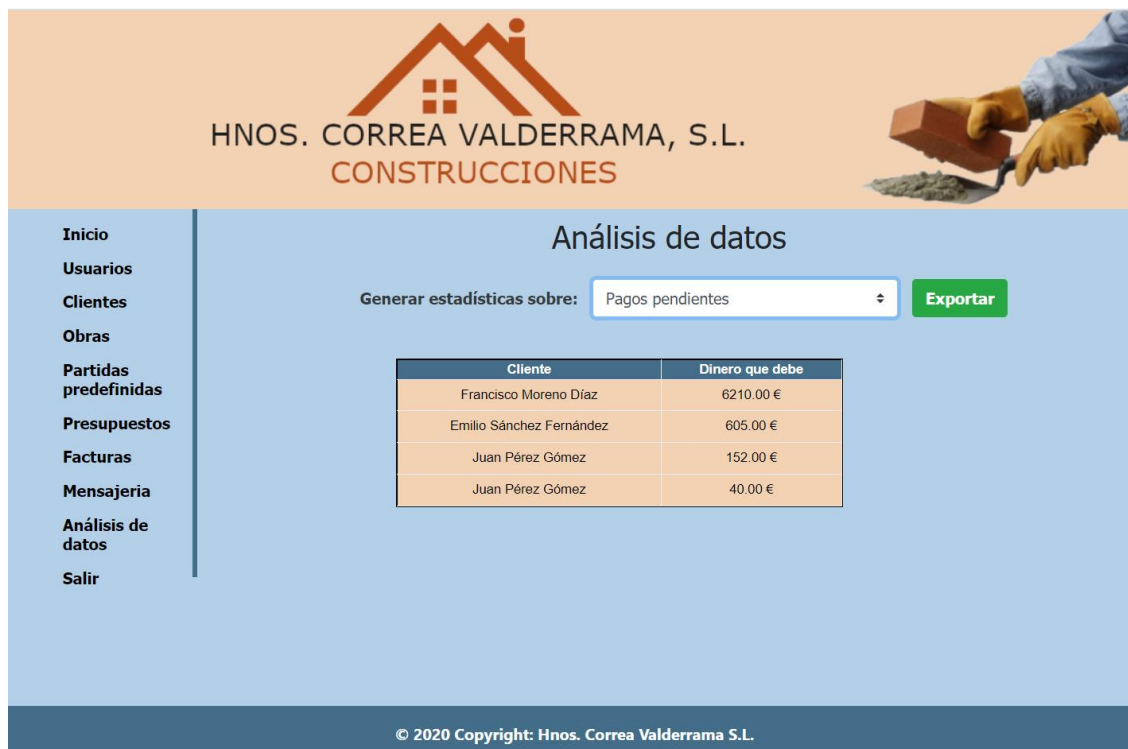 HNOS. CORREA VALDERRAMA, S.L.
CONSTRUCCIONES
Inicio
Usuarios
Clientes
Obras
Partidas
predefinidas
Presupuestos
Facturas
Mensajeria
Análisis de
datos
Salir
Análisis de datos
Generar estadísticas sobre: Pagos pendientes Exportar
Cliente Dinero que debe
Francisco Moreno Díaz 6210.00 €
Emilio Sánchez Fernández 605.00 €
Juan Pérez Gómez 152.00 €
Juan Pérez Gómez 40.00 €
© 2020 Copyright: Hnos. Correa Valderrama S.L.